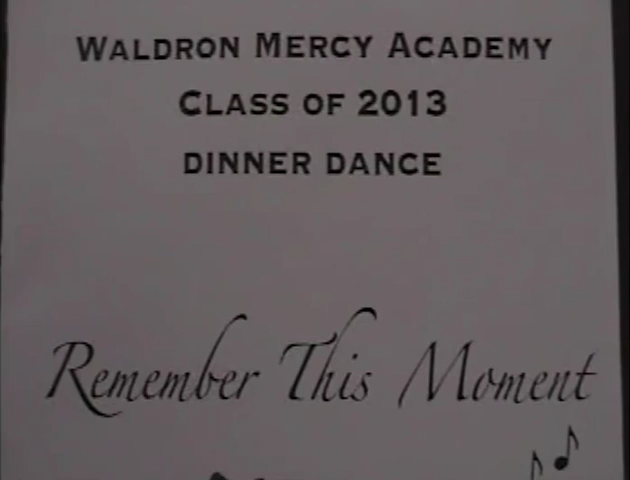 WALDRON MERCY ACADEMY
CLASS OF 2013
DINNER DANCE
Remember This Moment